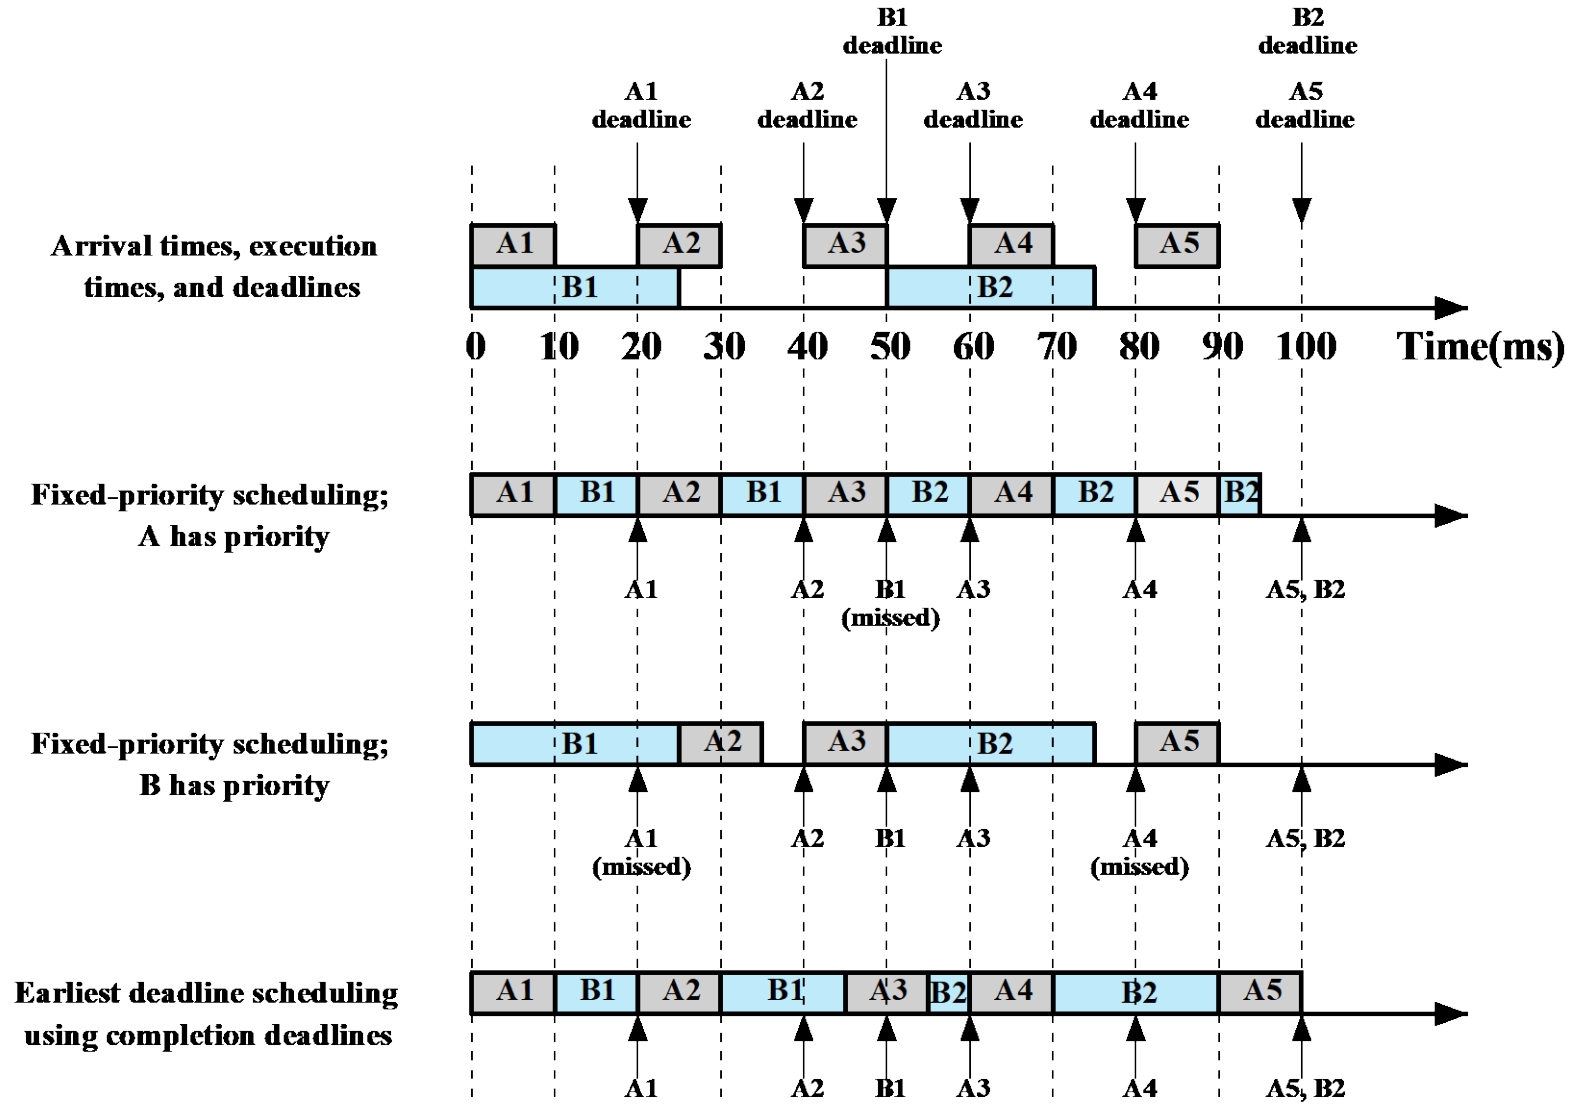 B1
deadline
B2
deadline
A1
deadline
A2
deadline
A3
deadline
A4
deadline
A5
deadline
Arrival times, execution
times, and deadlines
A1 A2 A3 A4 A5
B1 B2
0 10 20 30 40 50 60 70 80 90 100 Time(ms)
Fixed-priority scheduling;
A has priority
A1 B1 A2 B1 A3 B2 A4 B2 A5 B2
A1 A2 B1 A3 A4 A5, B2
(missed)
Fixed-priority scheduling;
B has priority
B1 A2 A3 B2 A5
A1 A2 B1 A3 A4 A5, B2
(missed) (missed)
Earliest deadline scheduling
using completion deadlines
A1 B1 A2 B1 A3 B2 A4 B2 A5
A1 A2 B1 A3 A4 A5, B2